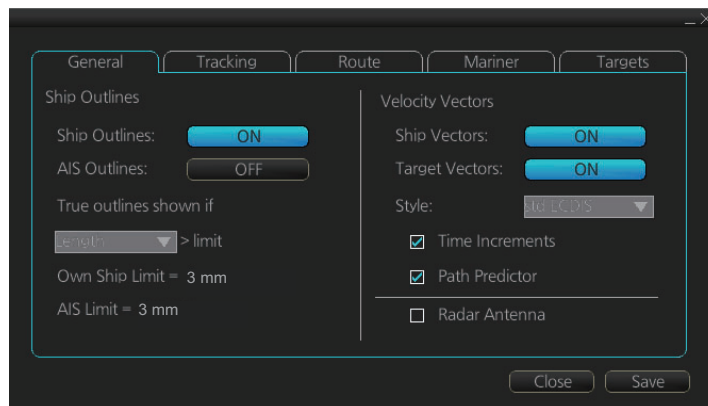 General
Tracking
Route
Mariner
Targets
Ship Outlines
Ship Outlines:
ON
AIS Outlines:
OFF
True outlines shown if
Length
> limit
Own Ship Limit = 3 mm
AIS Limit = 3 mm
Velocity Vectors
Ship Vectors:
ON
Target Vectors:
ON
Style:
Std ECDIS
Time Increments
Path Predictor
Radar Antenna
Close
Save